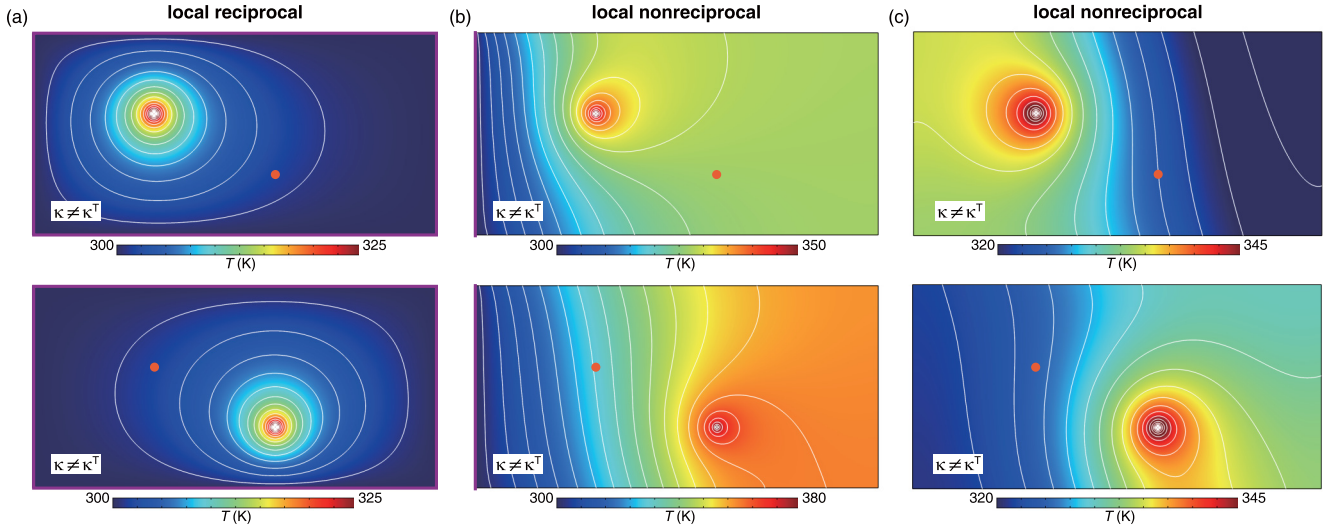 (a) local reciprocal
(b) local nonreciprocal
(c) local nonreciprocal
κ ≠ κᵀ
κ ≠ κᵀ
κ ≠ κᵀ
300 325
T (K)
300 350
T (K)
320 345
T (K)
κ ≠ κᵀ
κ ≠ κᵀ
κ ≠ κᵀ
300 325
T (K)
300 380
T (K)
320 345
T (K)